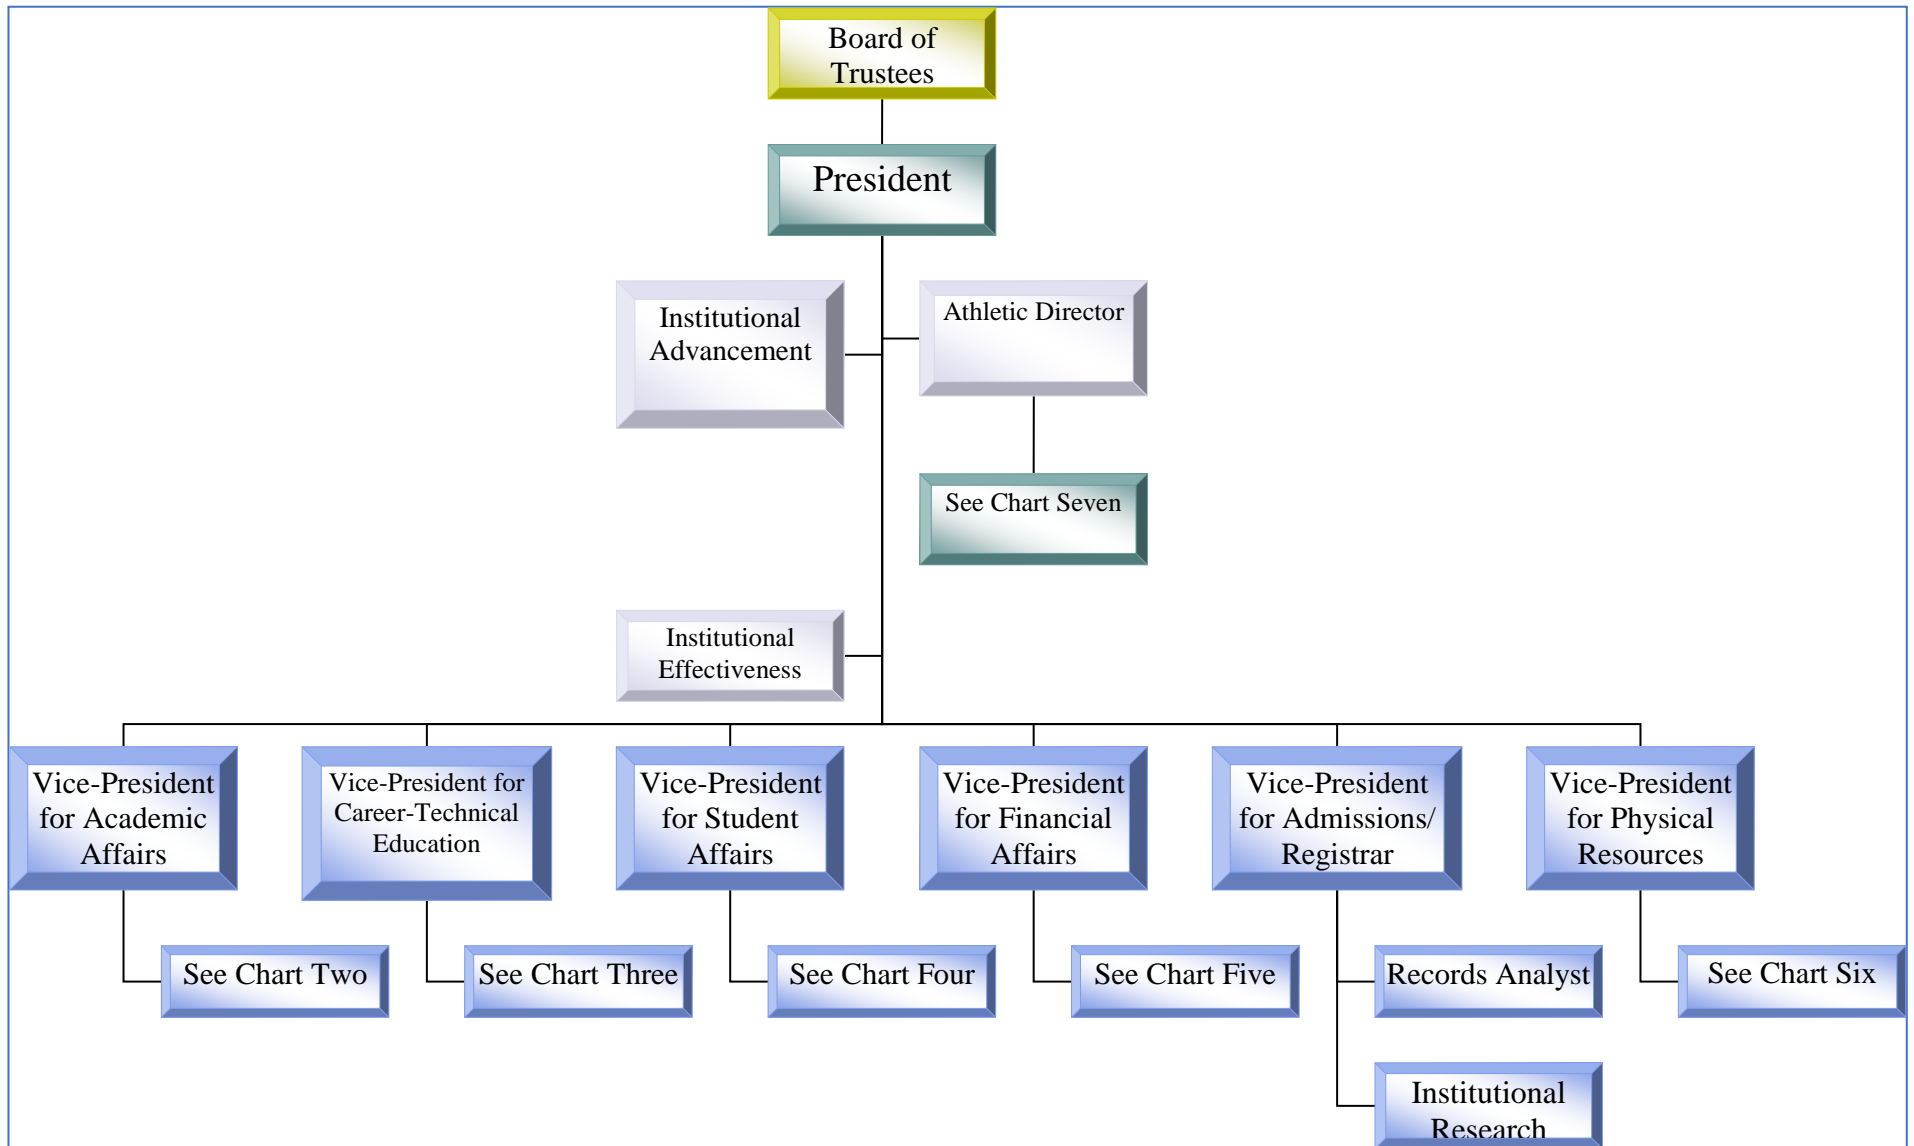 Board of
Trustees
President
Institutional
Advancement
Athletic Director
See Chart Seven
Institutional
Effectiveness
Vice-President
for Academic
Affairs
Vice-President for
Career-Technical
Education
Vice-President
for Student
Affairs
Vice-President
for Financial
Affairs
Vice-President
for Admissions/
Registrar
Vice-President
for Physical
Resources
See Chart Two
See Chart Three
See Chart Four
See Chart Five
Records Analyst
See Chart Six
Institutional
Research